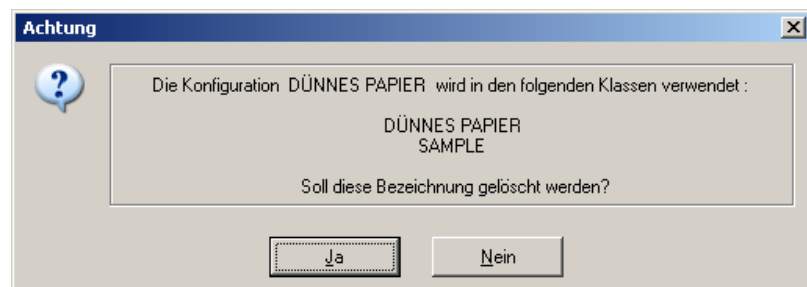 Achtung
Die Konfiguration DÜNNES PAPIER wird in den folgenden Klassen verwendet :
DÜNNES PAPIER
SAMPLE
Soll diese Bezeichnung gelöscht werden?
Ja Nein